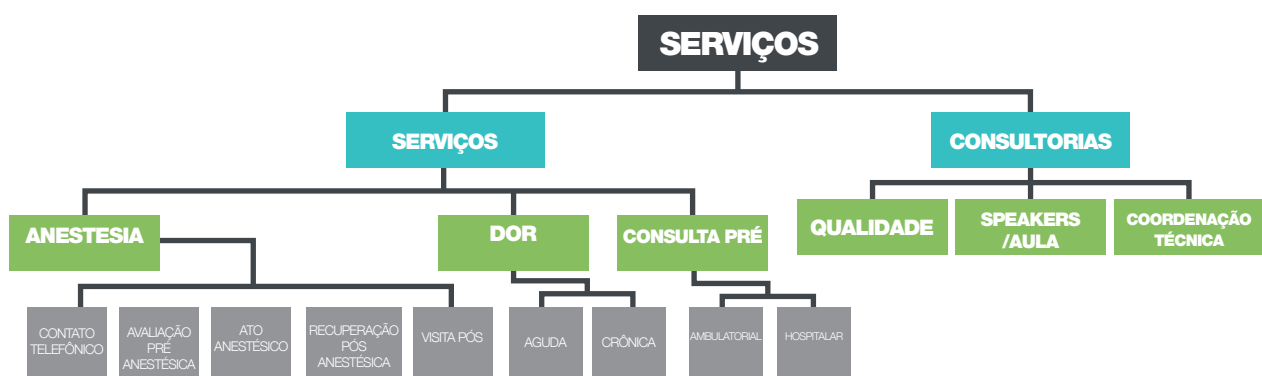 SERVIÇOS
SERVIÇOS
CONSULTORIAS
ANESTESIA
DOR
CONSULTA PRÉ
QUALIDADE
SPEAKERS
/AULA
COORDENAÇÃO
TÉCNICA
CONTATO
TELEFÔNICO
AVALIAÇÃO
PRÉ
ANESTÉSICA
ATO
ANESTÉSICO
RECUPERAÇÃO
PÓS
ANESTÉSICA
VISITA PÓS
AGUDA
CRÔNICA
AMBULATORIAL
HOSPITALAR